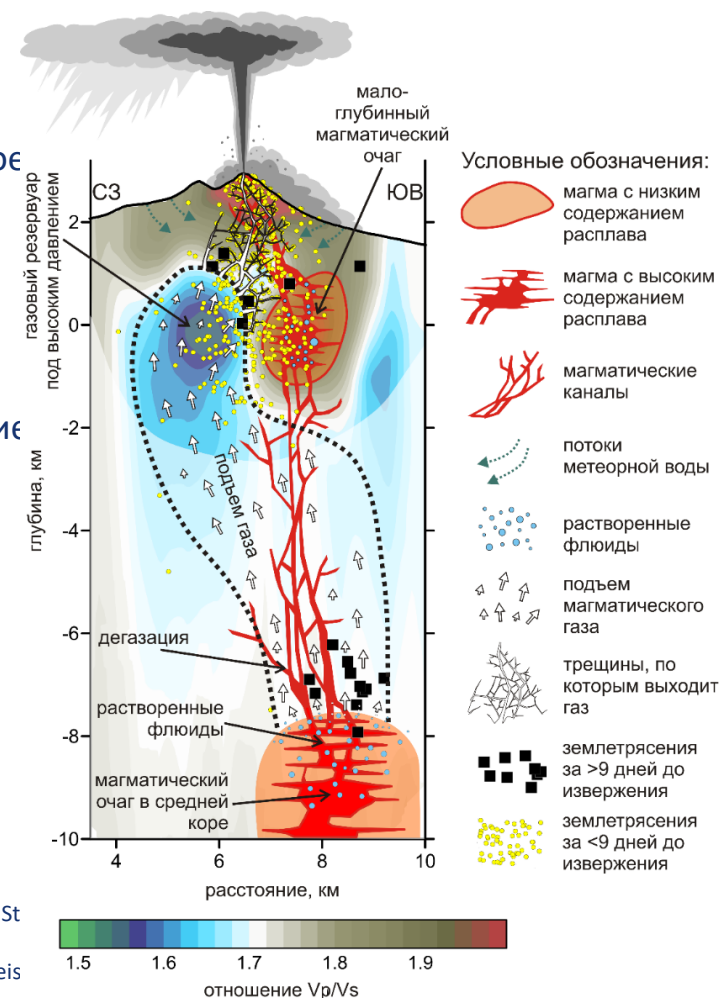 ре
ие
St
eis
мало-
глубинный
магматический
очаг
СЗ
ЮВ
газовый резервуар
под высоким давлением
глубина, км
2
0
-2
-4
-6
-8
-10
подъем газа
дегазация
растворенные
флюиды
магматический
очаг в средней
коре
4
6
8
10
расстояние, км
Условные обозначения:
магма с низким
содержанием
расплава
магма с высоким
содержанием
расплава
магматические
каналы
потоки
метеорной воды
растворенные
флюиды
подъем
магматического
газа
трещины, по
которым выходит
газ
землетрясения
за >9 дней до
извержения
землетрясения
за <9 дней до
извержения
1.5
1.6
1.7
1.8
1.9
отношение Vp/Vs